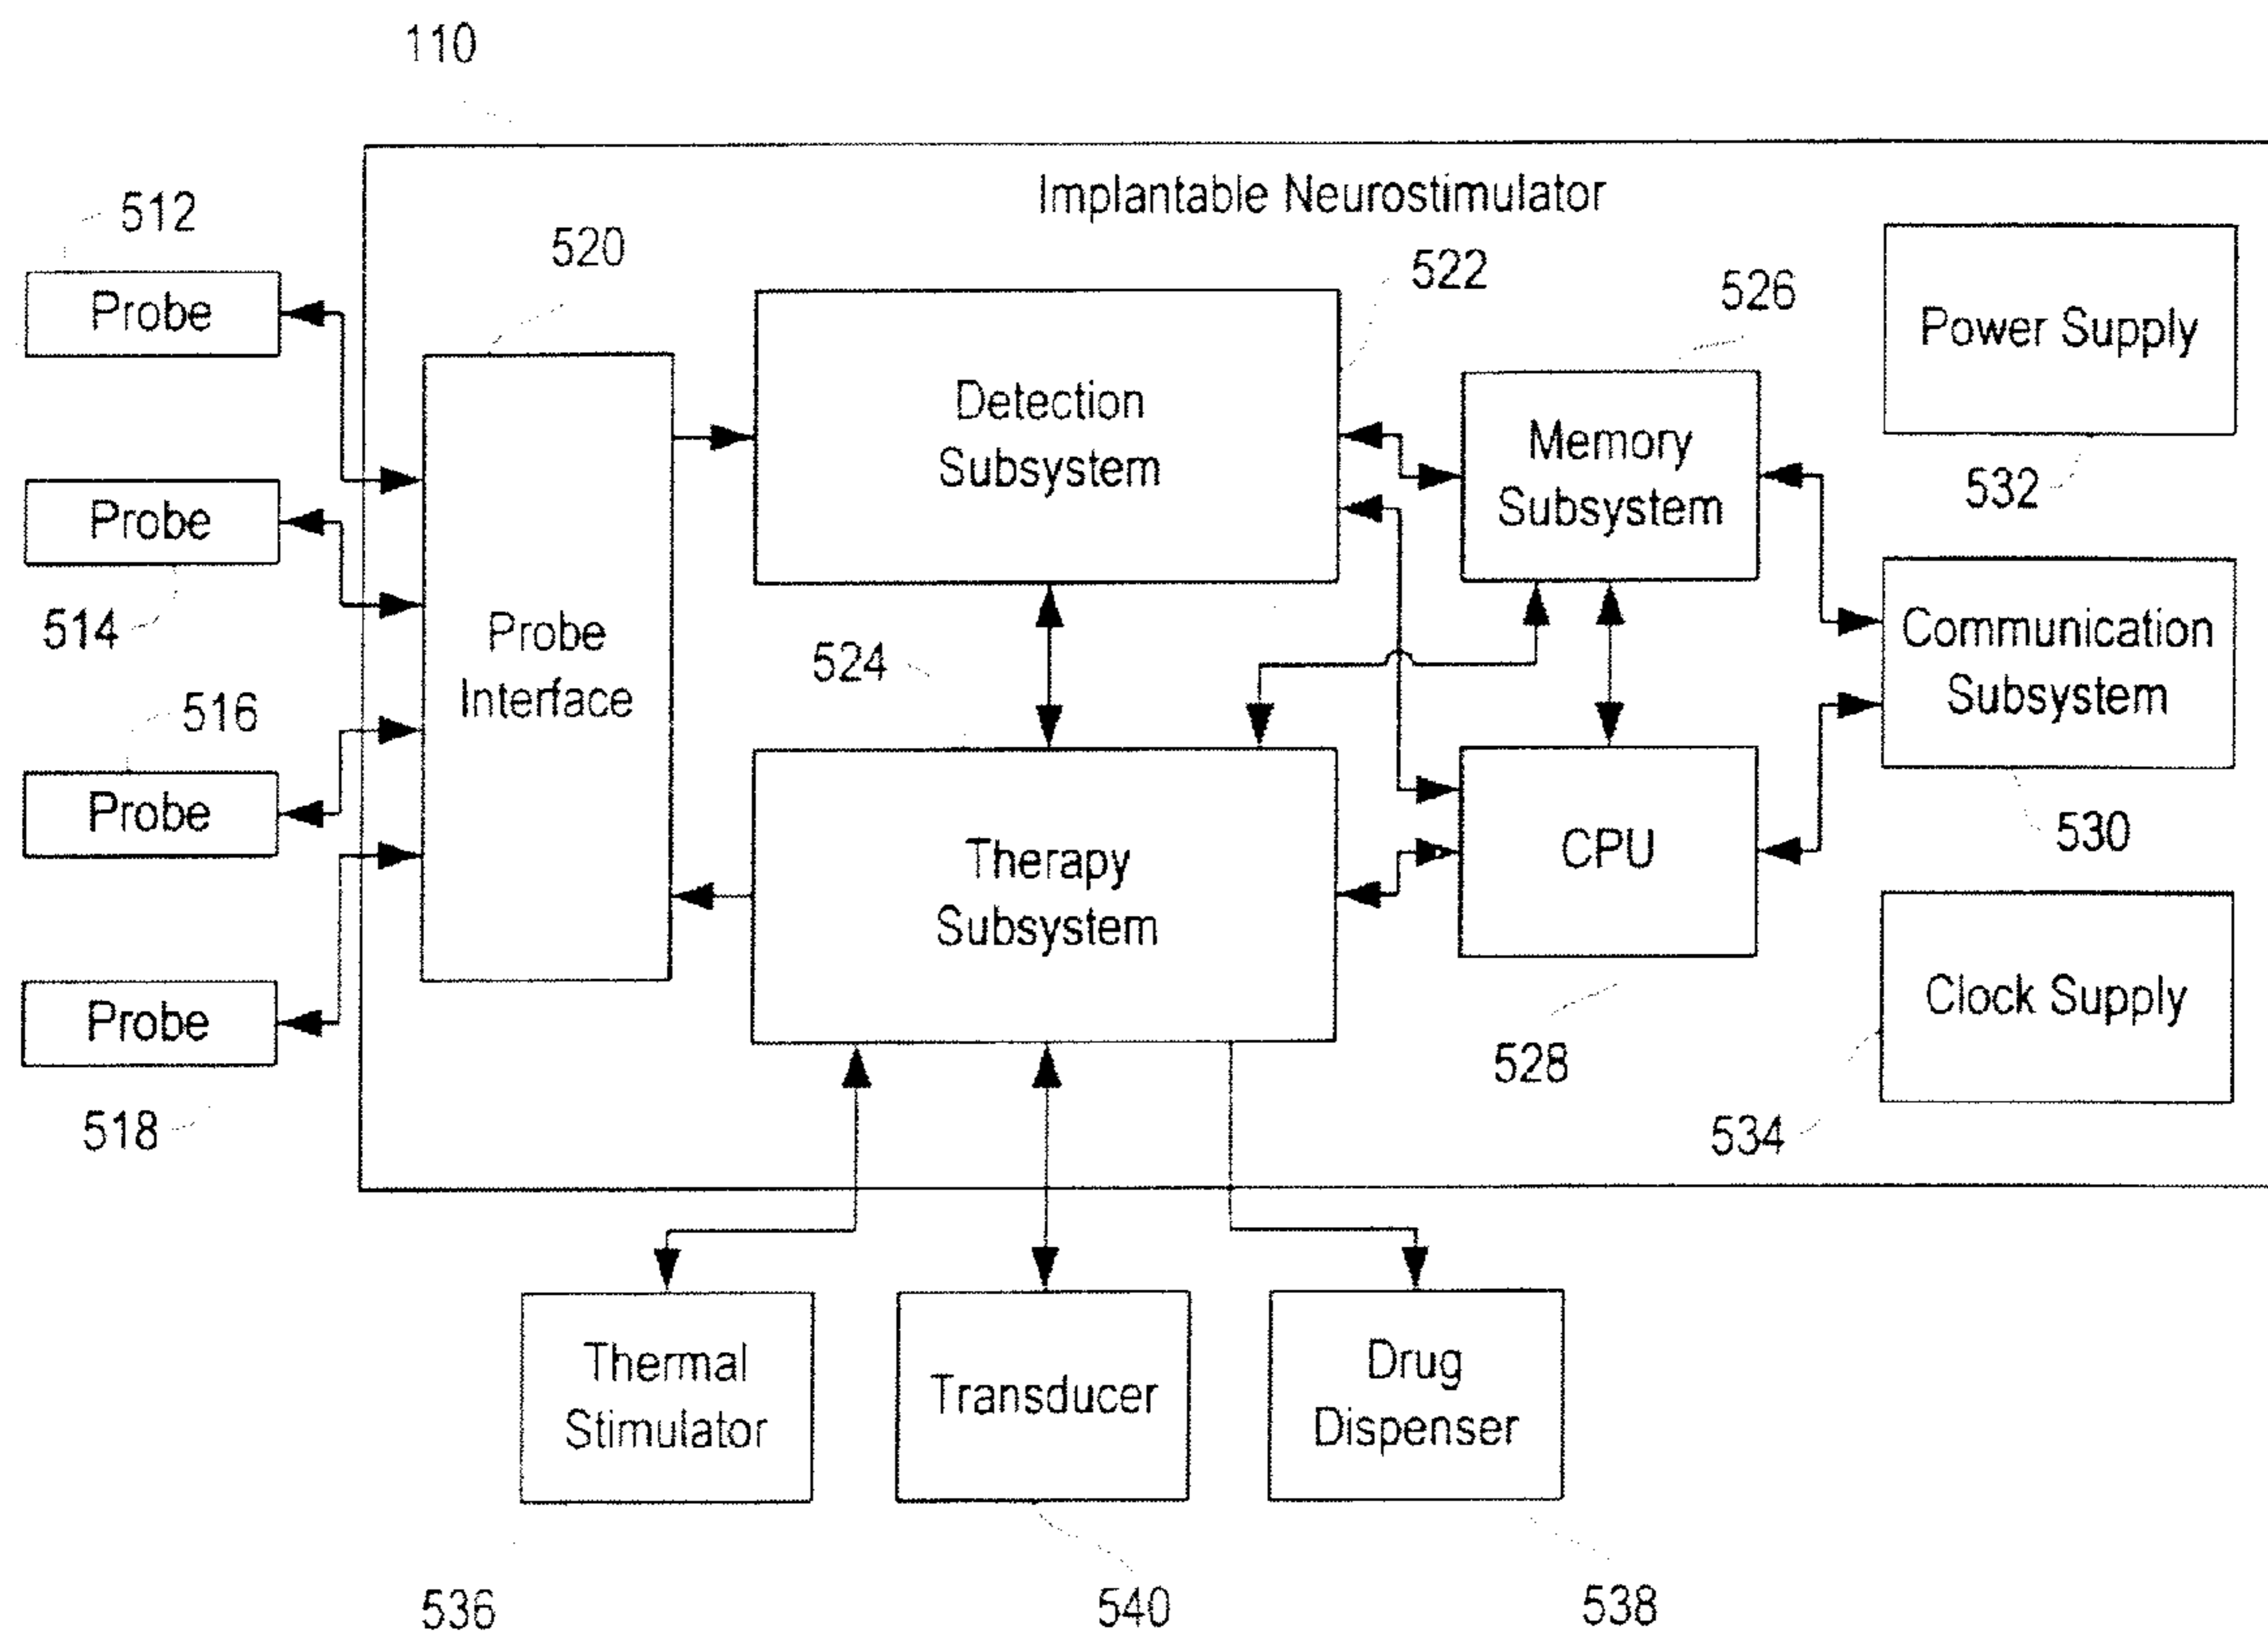 110
Implantable Neurostimulator
512
520
522
526
Probe
Power Supply
Detection
Subsystem
Memory
Subsystem
532
Probe
514
Probe
Interface
524
Communication
Subsystem
516
Probe
530
Therapy
Subsystem
CPU
Probe
Clock Supply
518
528
534
Thermal
Stimulator
Transducer
Drug
Dispenser
536
540
538